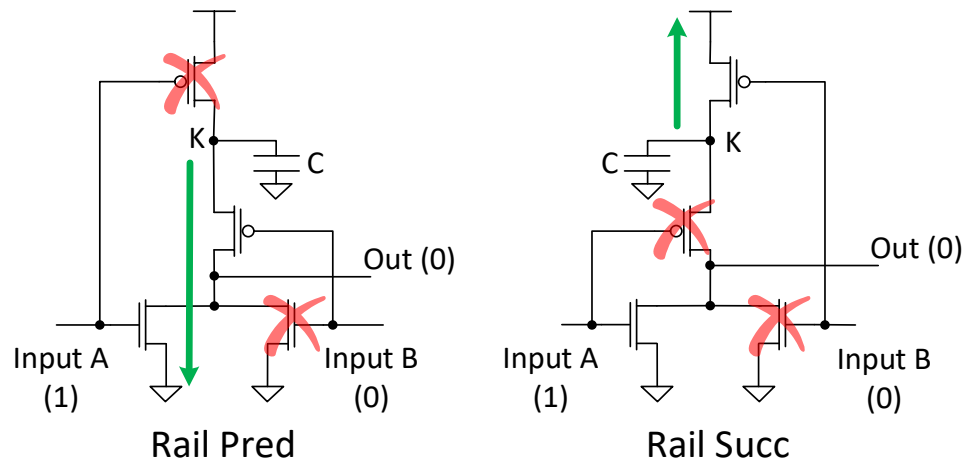 K
C
Out (0)
Input A
(1)
Input B
(0)
Rail Pred
K
C
Out (0)
Input A
(1)
Input B
(0)
Rail Succ